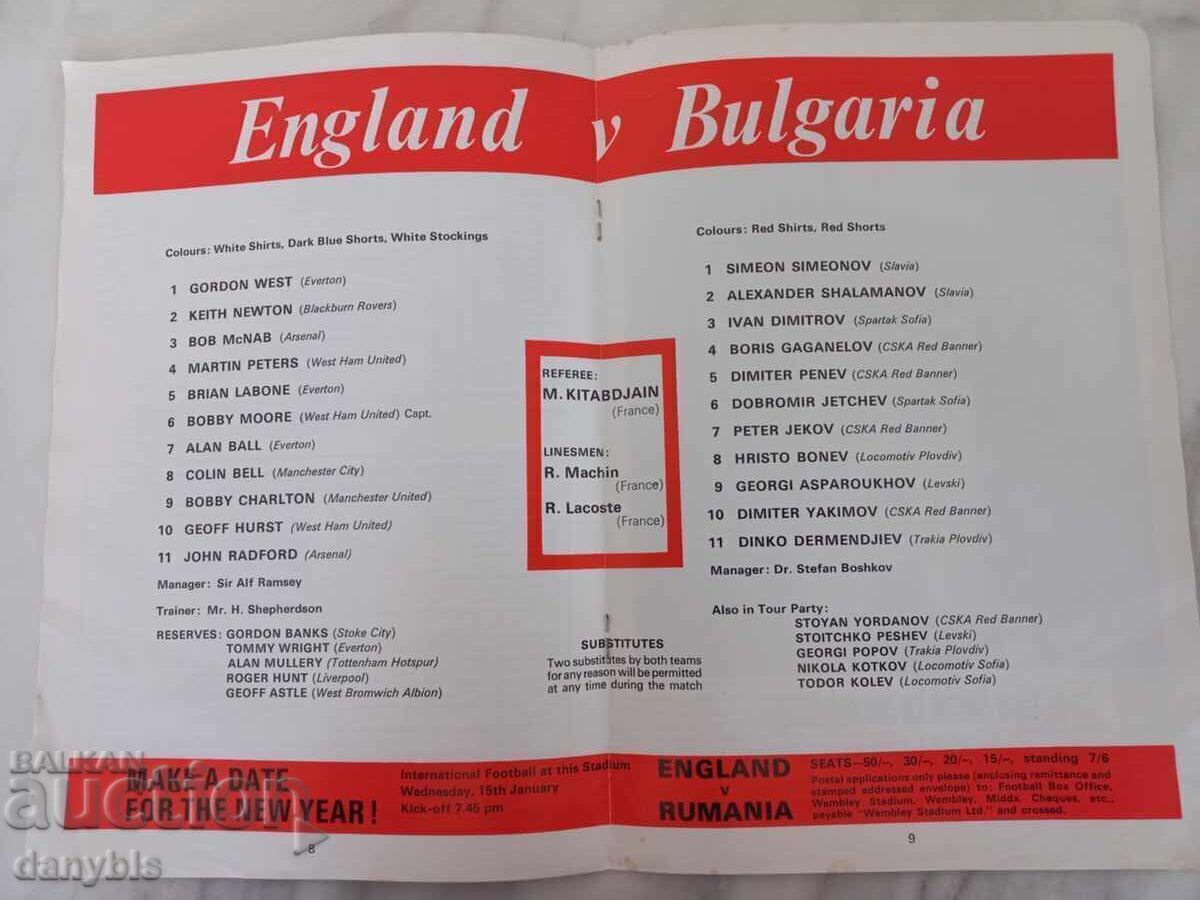 England v Bulgaria
Colours: White Shirts, Dark Blue Shorts, White Stockings
1 GORDON WEST (Everton)
2 KEITH NEWTON (Blackburn Rovers)
3 BOB McNAB (Arsenal)
4 MARTIN PETERS (West Ham United)
5 BRIAN LABONE (Everton)
6 BOBBY MOORE (West Ham United) Capt.
7 ALAN BALL (Everton)
8 COLIN BELL (Manchester City)
9 BOBBY CHARLTON (Manchester United)
10 GEOFF HURST (West Ham United)
11 JOHN RADFORD (Arsenal)
Manager: Sir Alf Ramsey
Trainer: Mr. H. Shepherdson
RESERVES: GORDON BANKS (Stoke City)
TOMMY WRIGHT (Everton)
ALAN MULLERY (Tottenham Hotspur)
ROGER HUNT (Liverpool)
GEOFF ASTLE (West Bromwich Albion)
REFEREE:
M. KITABDJAIN
(France)
LINESMEN:
R. Machin
(France)
R. Lacoste
(France)
SUBSTITUTES
Two substitutes by both teams
for any reason will be permitted
at any time during the match
Colours: Red Shirts, Red Shorts
1 SIMEON SIMEONOV (Slavia)
2 ALEXANDER SHALAMANOV (Slavia)
3 IVAN DIMITROV (Spartak Sofia)
4 BORIS GAGANELOV (CSKA Red Banner)
5 DIMITER PENEV (CSKA Red Banner)
6 DOBROMIR JETCHEV (Spartak Sofia)
7 PETER JEKOV (CSKA Red Banner)
8 HRISTO BONEV (Locomotiv Plovdiv)
9 GEORGI ASPAROUKHOV (Levski)
10 DIMITER YAKIMOV (CSKA Red Banner)
11 DINKO DERMENDJIEV (Trakia Plovdiv)
Manager: Dr. Stefan Boshkov
Also in Tour Party:
STOYAN YORDANOV (CSKA Red Banner)
STOITCHKO PESHEV (Levski)
GEORGI POPOV (Trakia Plovdiv)
NIKOLA KOTKOV (Locomotiv Sofia)
TODOR KOLEV (Locomotiv Sofia)
MAKE A DATE
FOR THE NEW YEAR!
International Football at this Stadium
Wednesday, 15th January
Kick-off 7.45 pm
ENGLAND
v
RUMANIA
SEATS—50/–, 30/–, 20/–, 15/–, standing 7/6
Postal applications only please (enclosing remittance and
stamped addressed envelope) to: Football Box Office,
Wembley Stadium, Wembley, Middx. Cheques, etc.,
payable "Wembley Stadium Ltd." and crossed.
8
9
BALKAN
auction
danybls